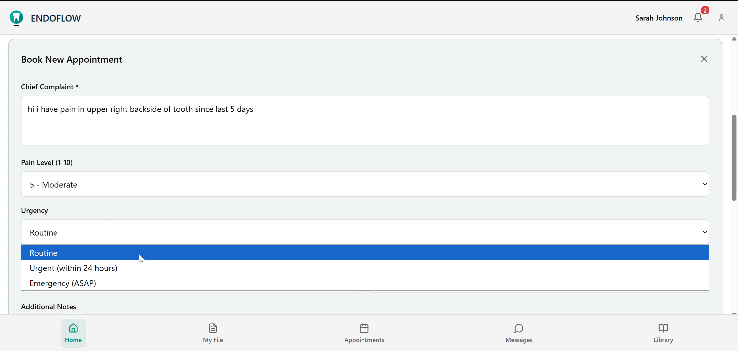 ENDOFLOW
Sarah Johnson
2
Book New Appointment
Chief Complaint *
hi i have pain in upper right backside of tooth since last 5 days
Pain Level (1-10)
5 - Moderate
Urgency
Routine
Routine
Urgent (within 24 hours)
Emergency (ASAP)
Additional Notes
Home
My File
Appointments
Messages
Library